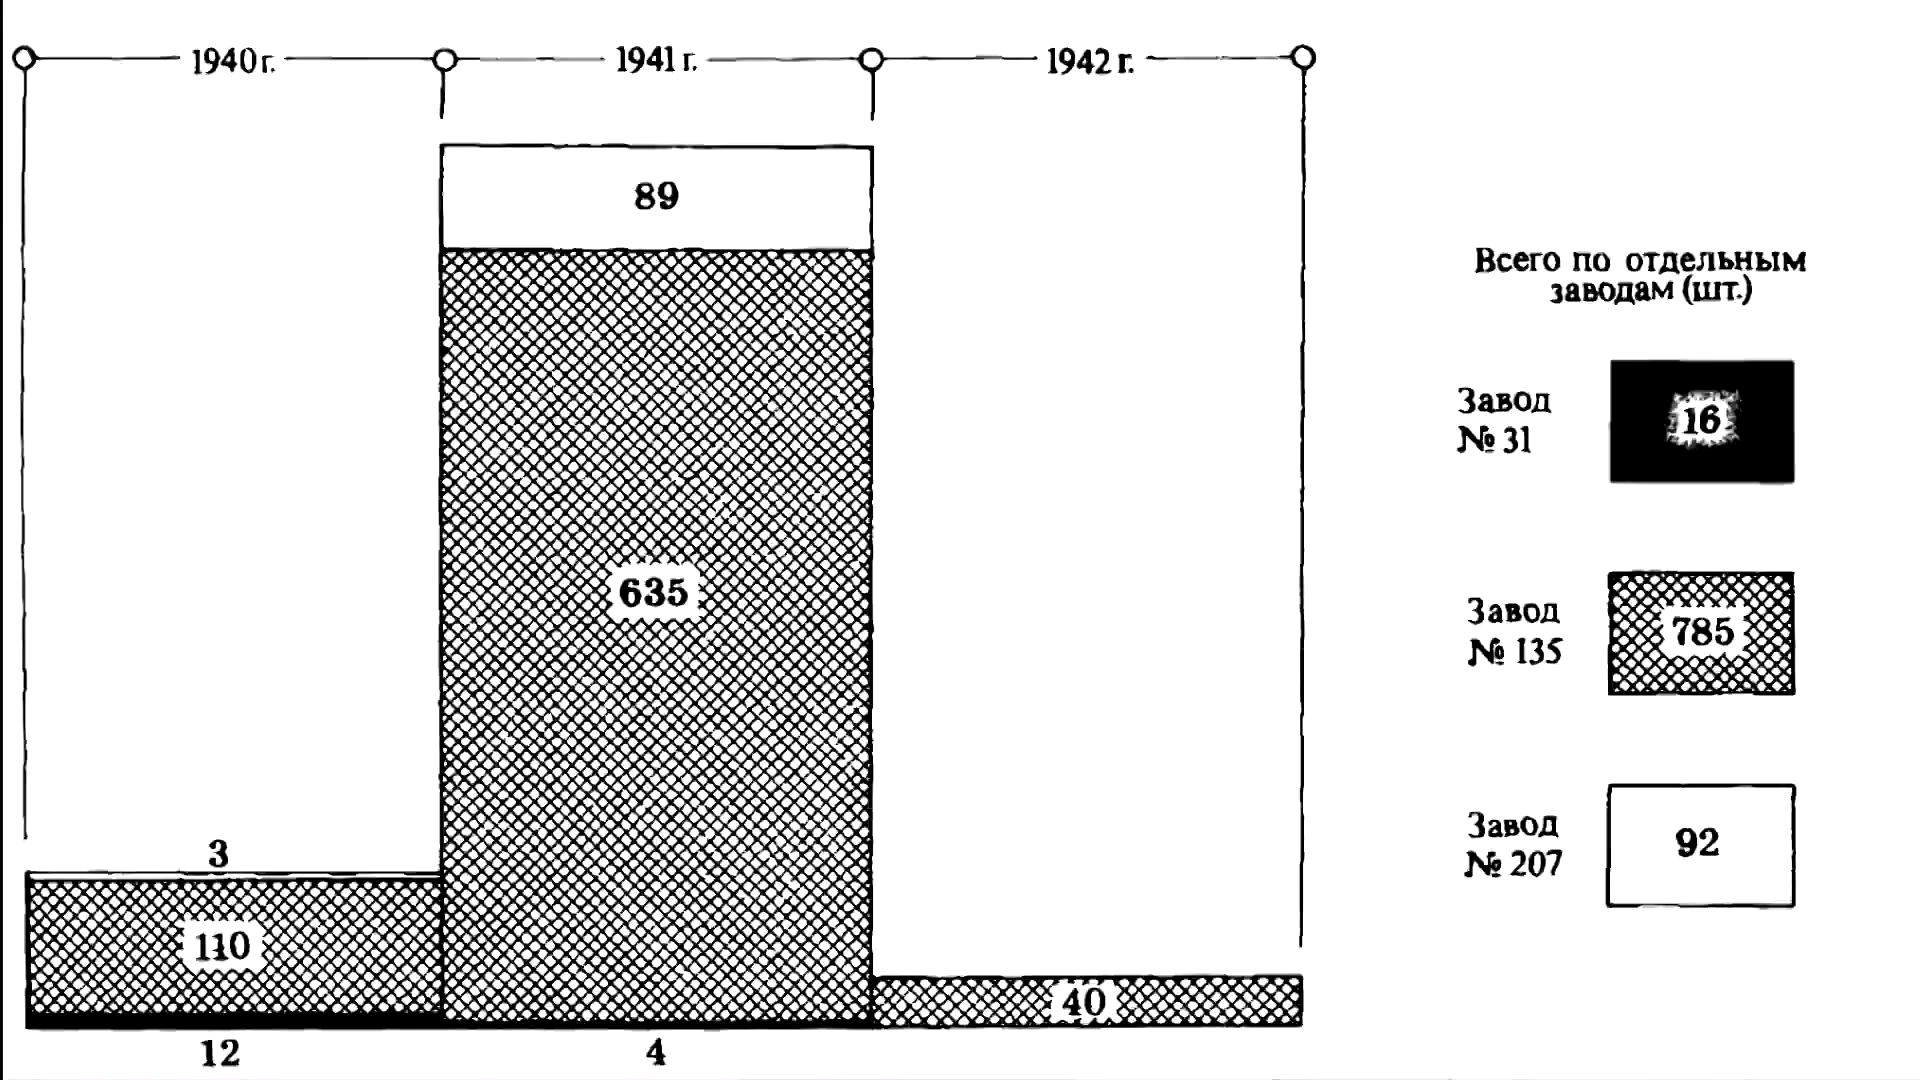 1940 г.
1941 г.
1942 г.
89
635
3
110
40
12
4
Всего по отдельным
заводам (шт.)
Завод
№ 31
16
Завод
№ 135
785
Завод
№ 207
92